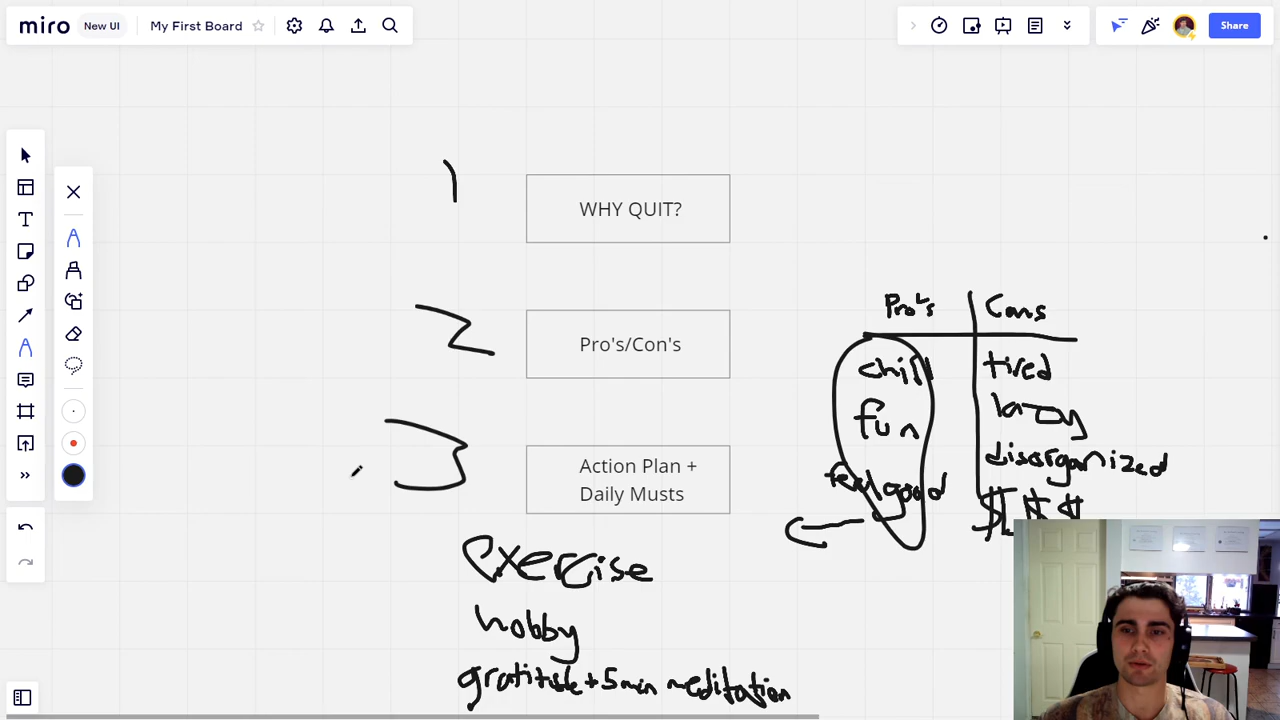 miro New UI My First Board Share
1
WHY QUIT?
2
Pro's/Con's
3
Action Plan +
Daily Musts
Pro's Cons
chill tired
fun lazy
feel good disorganized
$ $ $
exercise
hobby
gratitude + 5 min meditation